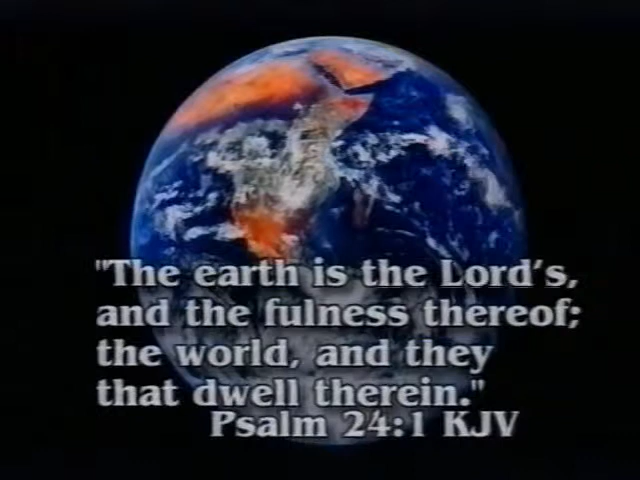 "The earth is the Lord's,
and the fulness thereof;
the world, and they
that dwell therein."
Psalm 24:1 KJV